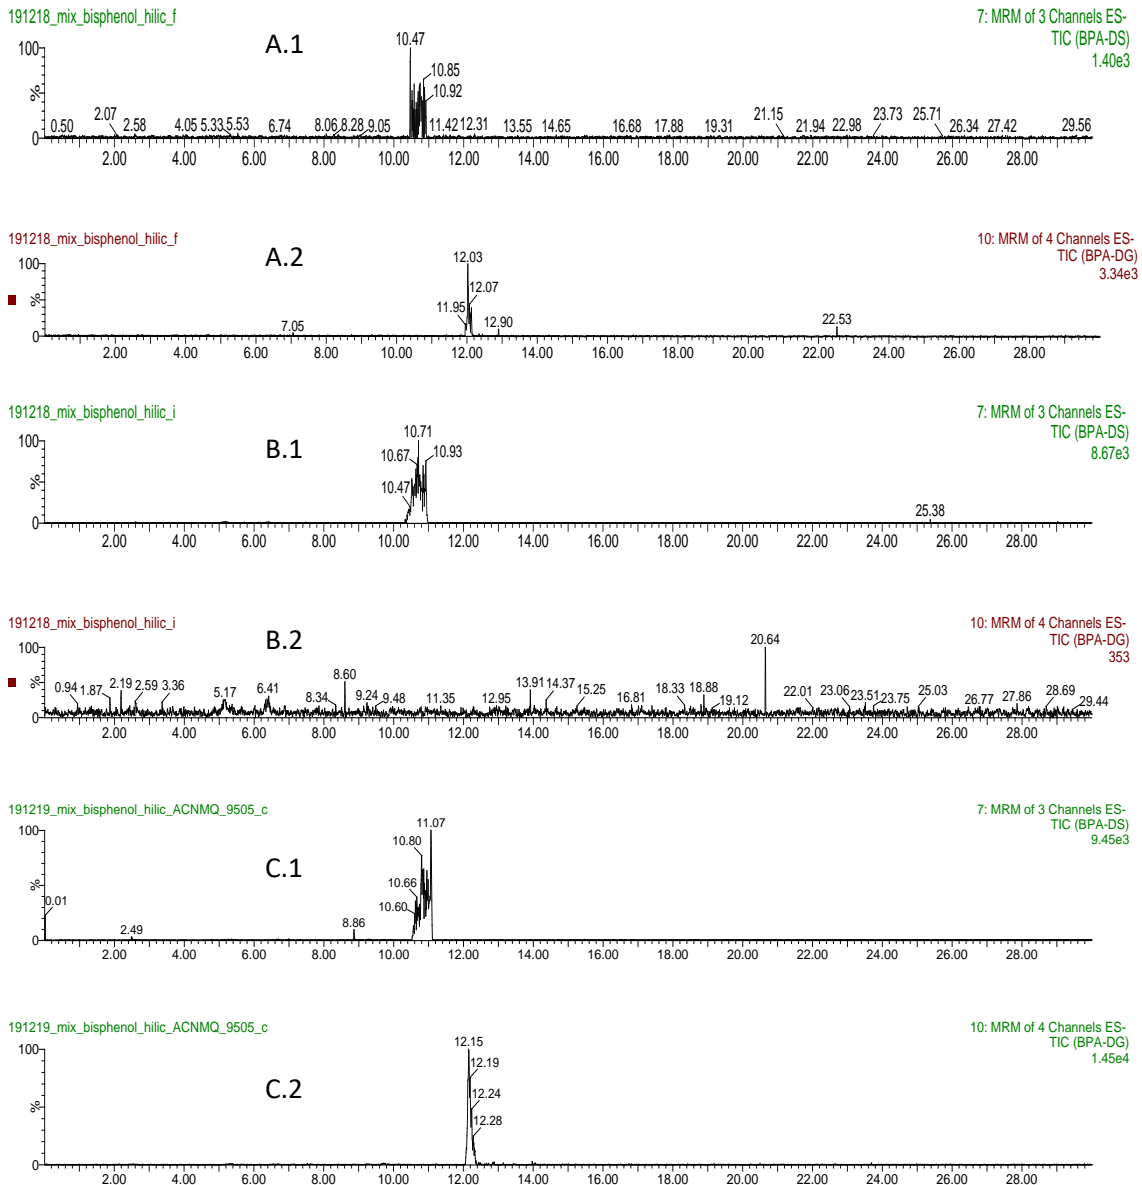 191218_mix_bisphenol_hilic_f
7: MRM of 3 Channels ES-
TIC (BPA-DS)
1.40e3
A.1
100
%
0
10.47
10.85
10.92
0.50
2.07
2.58
4.05
5.33
5.53
6.74
8.06
8.28
9.05
11.42
12.31
13.55
14.65
16.68
17.88
19.31
21.15
21.94
22.98
23.73
25.71
26.34
27.42
29.56
2.00 4.00 6.00 8.00 10.00 12.00 14.00 16.00 18.00 20.00 22.00 24.00 26.00 28.00
191218_mix_bisphenol_hilic_f
10: MRM of 4 Channels ES-
TIC (BPA-DG)
3.34e3
A.2
100
%
0
12.03
12.07
11.95
7.05
12.90
22.53
2.00 4.00 6.00 8.00 10.00 12.00 14.00 16.00 18.00 20.00 22.00 24.00 26.00 28.00
191218_mix_bisphenol_hilic_i
7: MRM of 3 Channels ES-
TIC (BPA-DS)
8.67e3
B.1
100
%
0
10.71
10.67
10.93
10.47
25.38
2.00 4.00 6.00 8.00 10.00 12.00 14.00 16.00 18.00 20.00 22.00 24.00 26.00 28.00
191218_mix_bisphenol_hilic_i
10: MRM of 4 Channels ES-
TIC (BPA-DG)
353
B.2
100
%
0
0.94
1.87
2.19
2.59
3.36
5.17
6.41
8.34
8.60
9.24
9.48
11.35
12.95
13.91
14.37
15.25
16.81
18.33
18.88
19.12
20.64
22.01
23.06
23.51
23.75
25.03
26.77
27.86
28.69
29.44
2.00 4.00 6.00 8.00 10.00 12.00 14.00 16.00 18.00 20.00 22.00 24.00 26.00 28.00
191219_mix_bisphenol_hilic_ACNMQ_9505_c
7: MRM of 3 Channels ES-
TIC (BPA-DS)
9.45e3
C.1
100
%
0
11.07
10.80
10.66
10.60
0.01
2.49
8.86
2.00 4.00 6.00 8.00 10.00 12.00 14.00 16.00 18.00 20.00 22.00 24.00 26.00 28.00
191219_mix_bisphenol_hilic_ACNMQ_9505_c
10: MRM of 4 Channels ES-
TIC (BPA-DG)
1.45e4
C.2
100
%
0
12.15
12.19
12.24
12.28
2.00 4.00 6.00 8.00 10.00 12.00 14.00 16.00 18.00 20.00 22.00 24.00 26.00 28.00